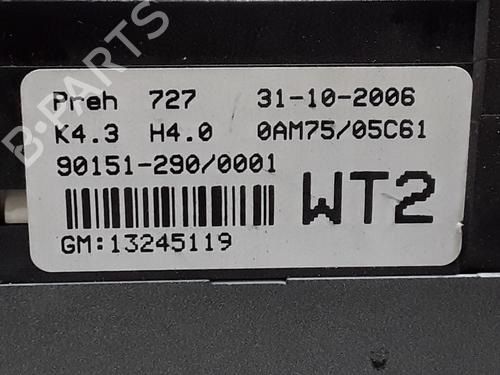 Preh 727 31-10-2006
K4.3 H4.0 0AM75/05C61
90151-290/0001
WT2
GM:13245119
B-PARTS